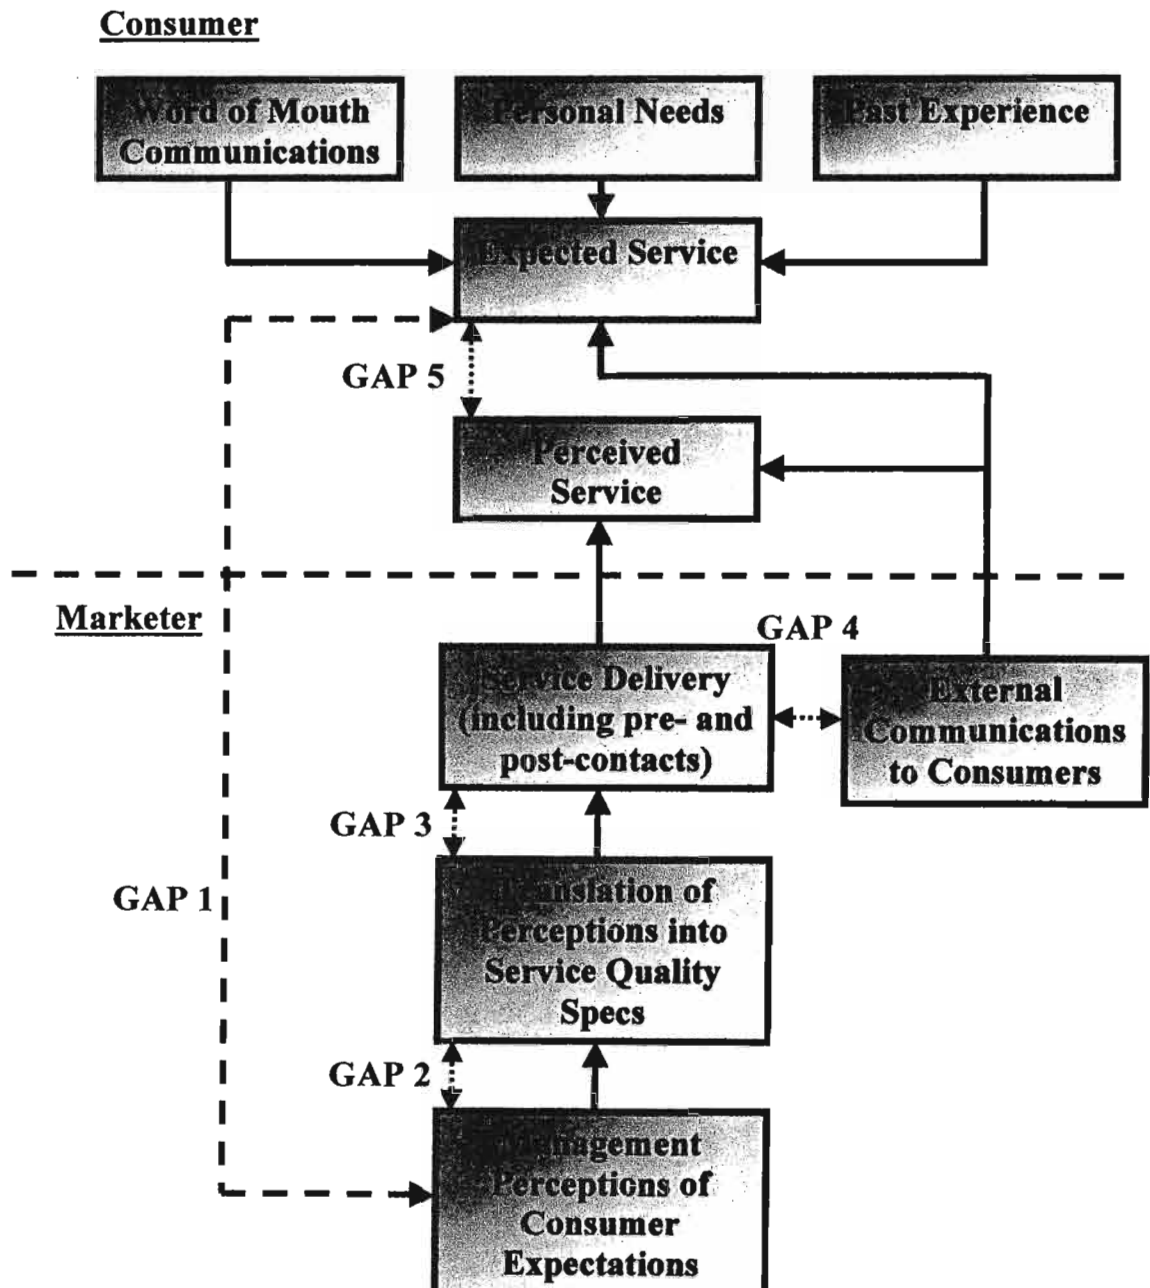 Consumer
Word of Mouth
Communications
Personal Needs
Past Experience
Expected Service
GAP 5
Perceived
Service
Marketer
GAP 4
Service Delivery
(including pre- and
post-contacts)
External
Communications
to Consumers
GAP 3
Translation of
Perceptions into
Service Quality
Specs
GAP 1
GAP 2
Management
Perceptions of
Consumer
Expectations